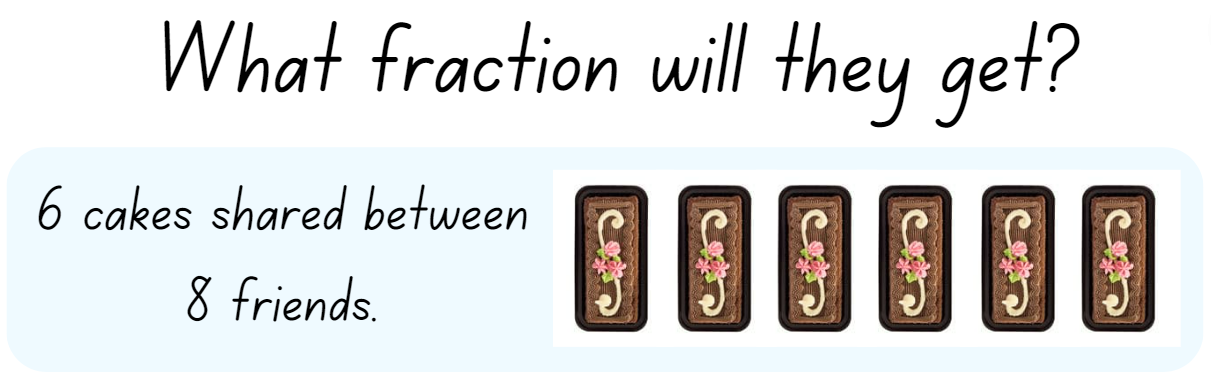 What fraction will they get?
6 cakes shared between
8 friends.